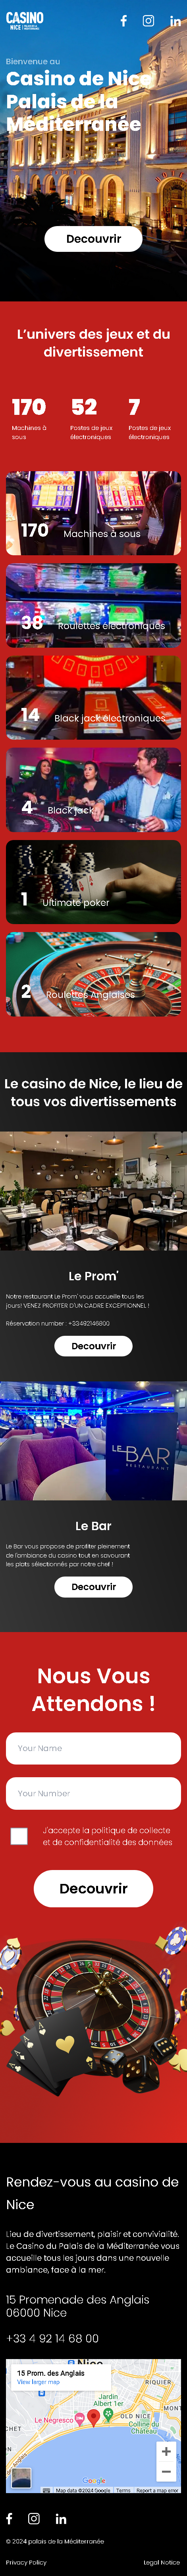 CASINO
NICE
Bienvenue au
Casino de Nice
Palais de la
Méditerranée
Decouvrir
L'univers des jeux et du
divertissement
170 52 7
Machines à Postes de jeux Postes de jeux
sous électroniques électroniques
170 Machines à sous
38 Roulettes électroniques
14 Black jack électroniques
4 Black jack
1 Ultimate poker
2 Roulettes Anglaises
Le casino de Nice, le lieu de
tous vos divertissements
Le Prom'
Notre restaurant Le Prom' vous accueille tous les
jours! VENEZ PROFITER D'UN CADRE EXCEPTIONNEL !
Réservation number : +33492146800
Decouvrir
LE BAR
RESTAURANT
Le Bar
Le Bar vous propose de profiter pleinement
de l'ambiance du casino tout en savourant
les plats sélectionnés par notre chef !
Decouvrir
Nous Vous
Attendons !
Your Name
Your Number
J'accepte la politique de collecte
et de confidentialité des données
Decouvrir
Rendez-vous au casino de
Nice
Lieu de divertissement, plaisir et convivialité.
Le Casino du Palais de la Méditerranée vous
accueille tous les jours dans une nouvelle
ambiance, face à la mer.
15 Promenade des Anglais
06000 Nice
+33 4 92 14 68 00
Nice
15 Prom. des Anglais
View larger map
RIQUIER
Jardin
Albert 1er
Le Negresco
OLD NICE
CHET
Colline du
Château
MONT
Google
Map data ©2024 Google Terms Report a map error
© 2024 palais de la Méditerranée
Privacy Policy Legal Notice